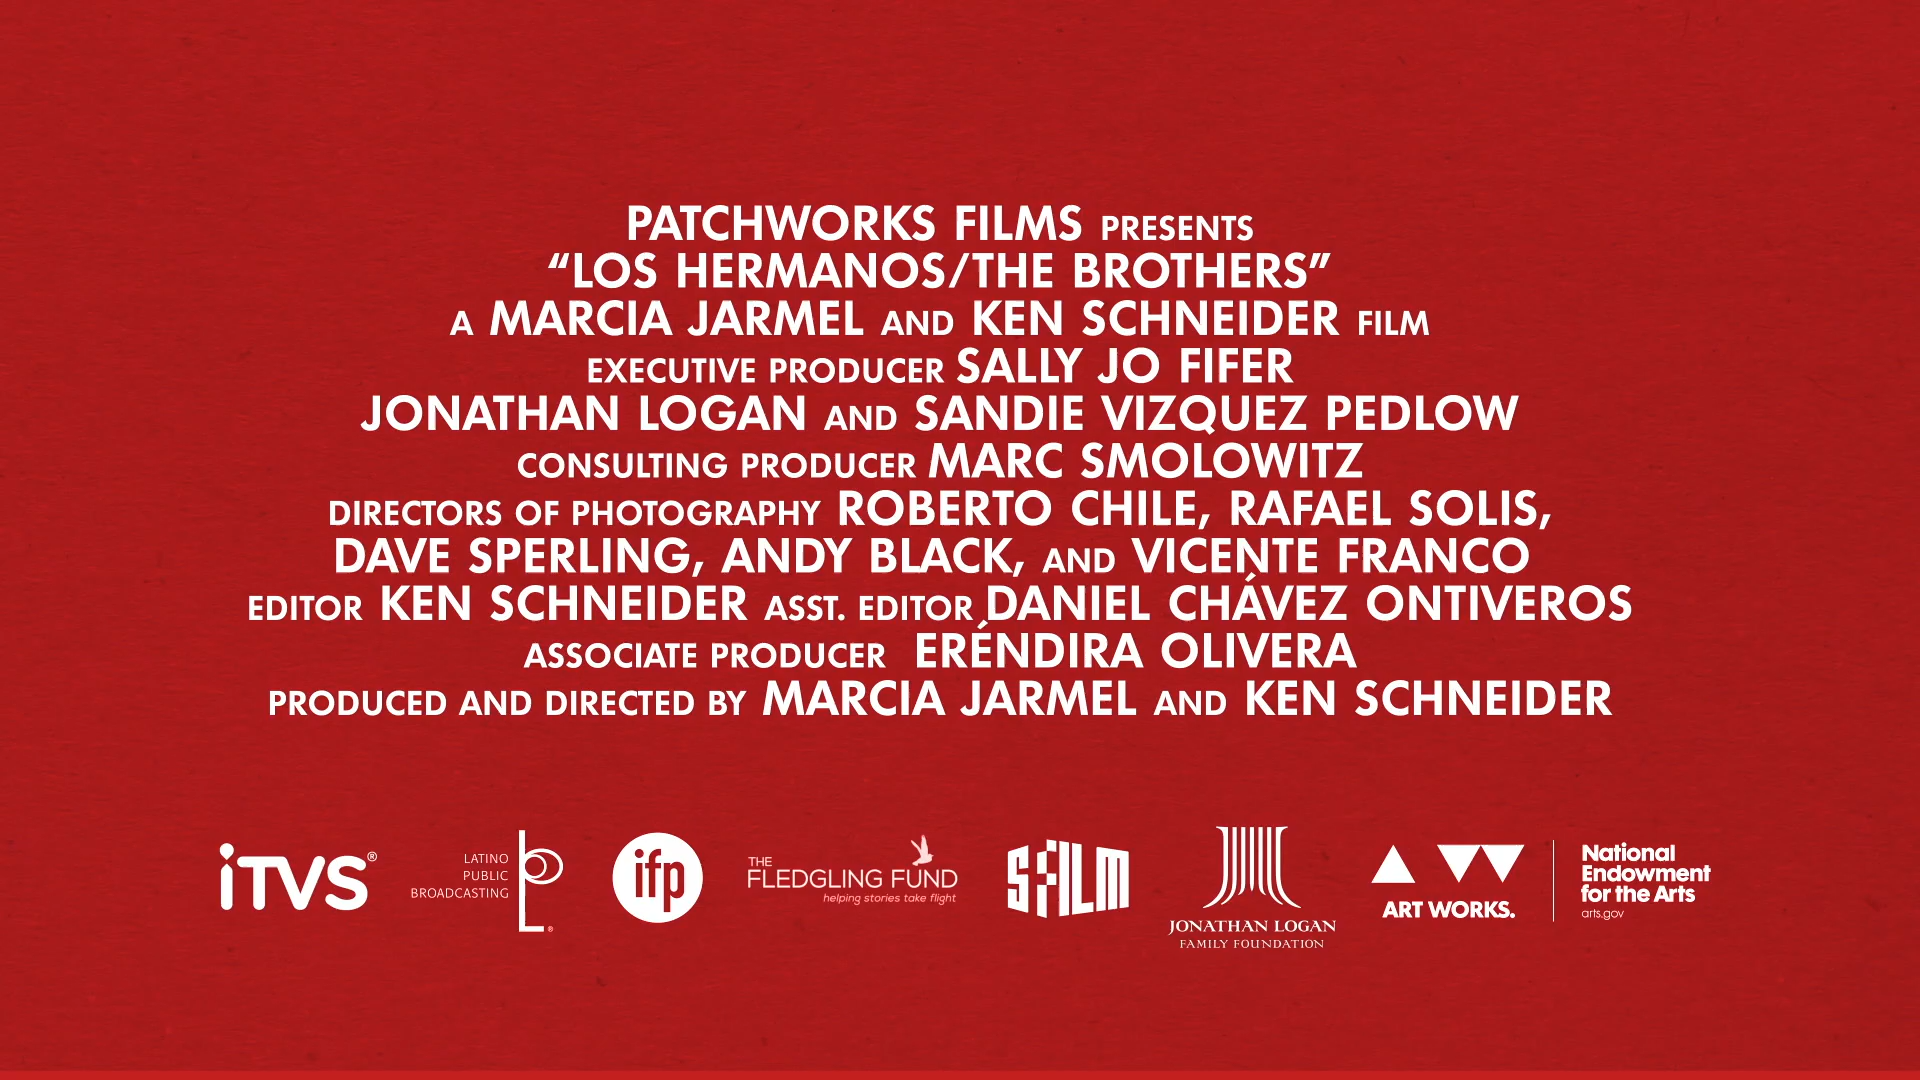 PATCHWORKS FILMS PRESENTS
“LOS HERMANOS/THE BROTHERS”
A MARCIA JARMEL AND KEN SCHNEIDER FILM
EXECUTIVE PRODUCER SALLY JO FIFER
JONATHAN LOGAN AND SANDIE VIZQUEZ PEDLOW
CONSULTING PRODUCER MARC SMOLOWITZ
DIRECTORS OF PHOTOGRAPHY ROBERTO CHILE, RAFAEL SOLIS,
DAVE SPERLING, ANDY BLACK, AND VICENTE FRANCO
EDITOR KEN SCHNEIDER ASST. EDITOR DANIEL CHÁVEZ ONTIVEROS
ASSOCIATE PRODUCER ERÉNDIRA OLIVERA
PRODUCED AND DIRECTED BY MARCIA JARMEL AND KEN SCHNEIDER
iTVS®
LATINO
PUBLIC
BROADCASTING
LPB®
ifp
THE
FLEDGLING FUND
helping stories take flight
SFFILM
JONATHAN LOGAN
FAMILY FOUNDATION
ART WORKS.
National
Endowment
for the Arts
arts.gov